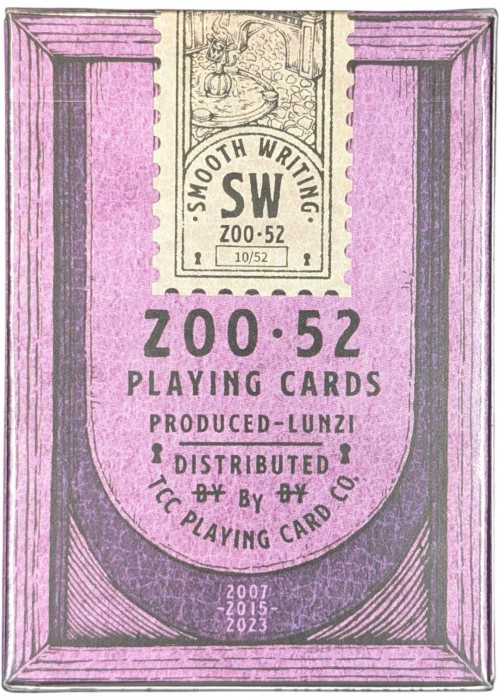 ·SMOOTH WRITING·
SW
ZOO·52
10/52
ZOO·52
PLAYING CARDS
PRODUCED-LUNZI
DISTRIBUTED
BY By BY
TCC PLAYING CARD CO.
2007
-2015-
2023